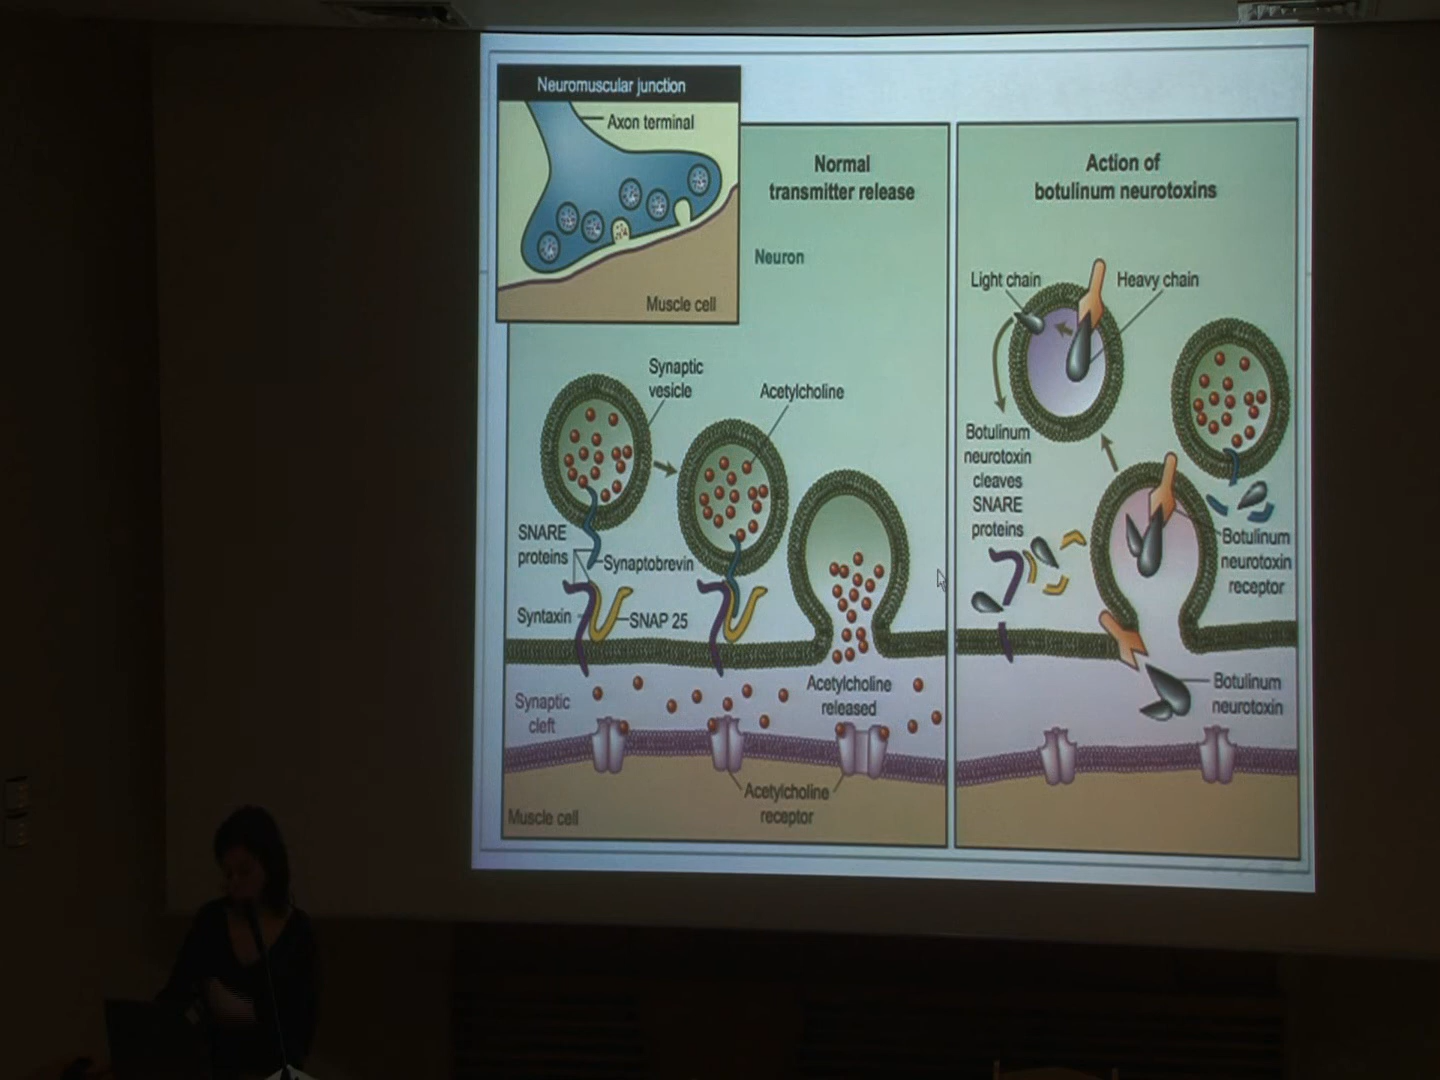 Neuromuscular junction
Axon terminal
Muscle cell
Normal
transmitter release
Neuron
Synaptic
vesicle
Acetylcholine
SNARE
proteins
Synaptobrevin
Syntaxin
SNAP 25
Synaptic
cleft
Acetylcholine
released
Acetylcholine
receptor
Muscle cell
Action of
botulinum neurotoxins
Light chain
Heavy chain
Botulinum
neurotoxin
cleaves
SNARE
proteins
Botulinum
neurotoxin
receptor
Botulinum
neurotoxin